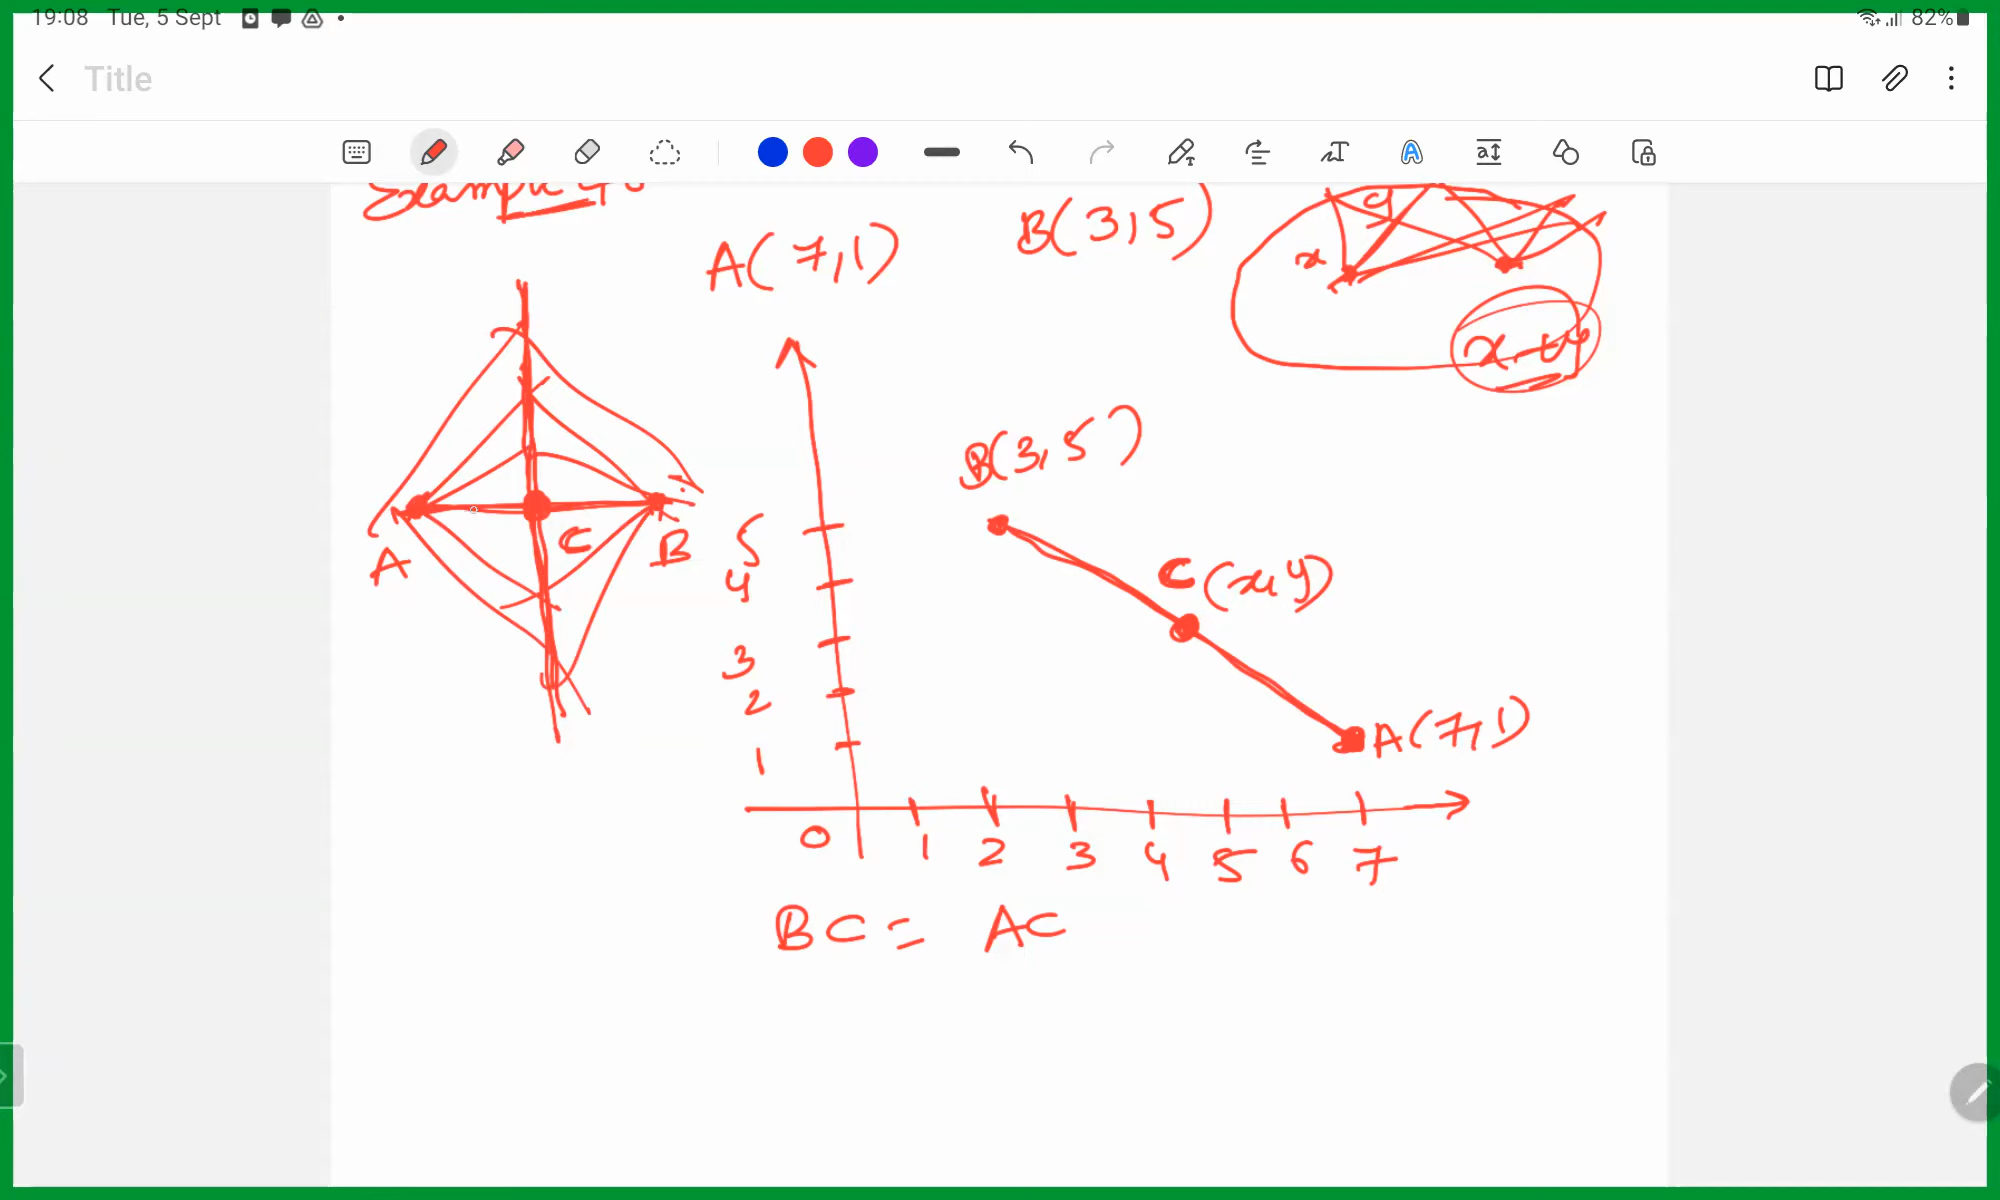 19:08 Tue, 5 Sept
82%
Title
Example
A(7,1)
B(3,5)
y
x
B(3,5)
C(x y)
A
C
B
5
4
3
2
1
A(7,1)
0 1 2 3 4 5 6 7
BC = AC